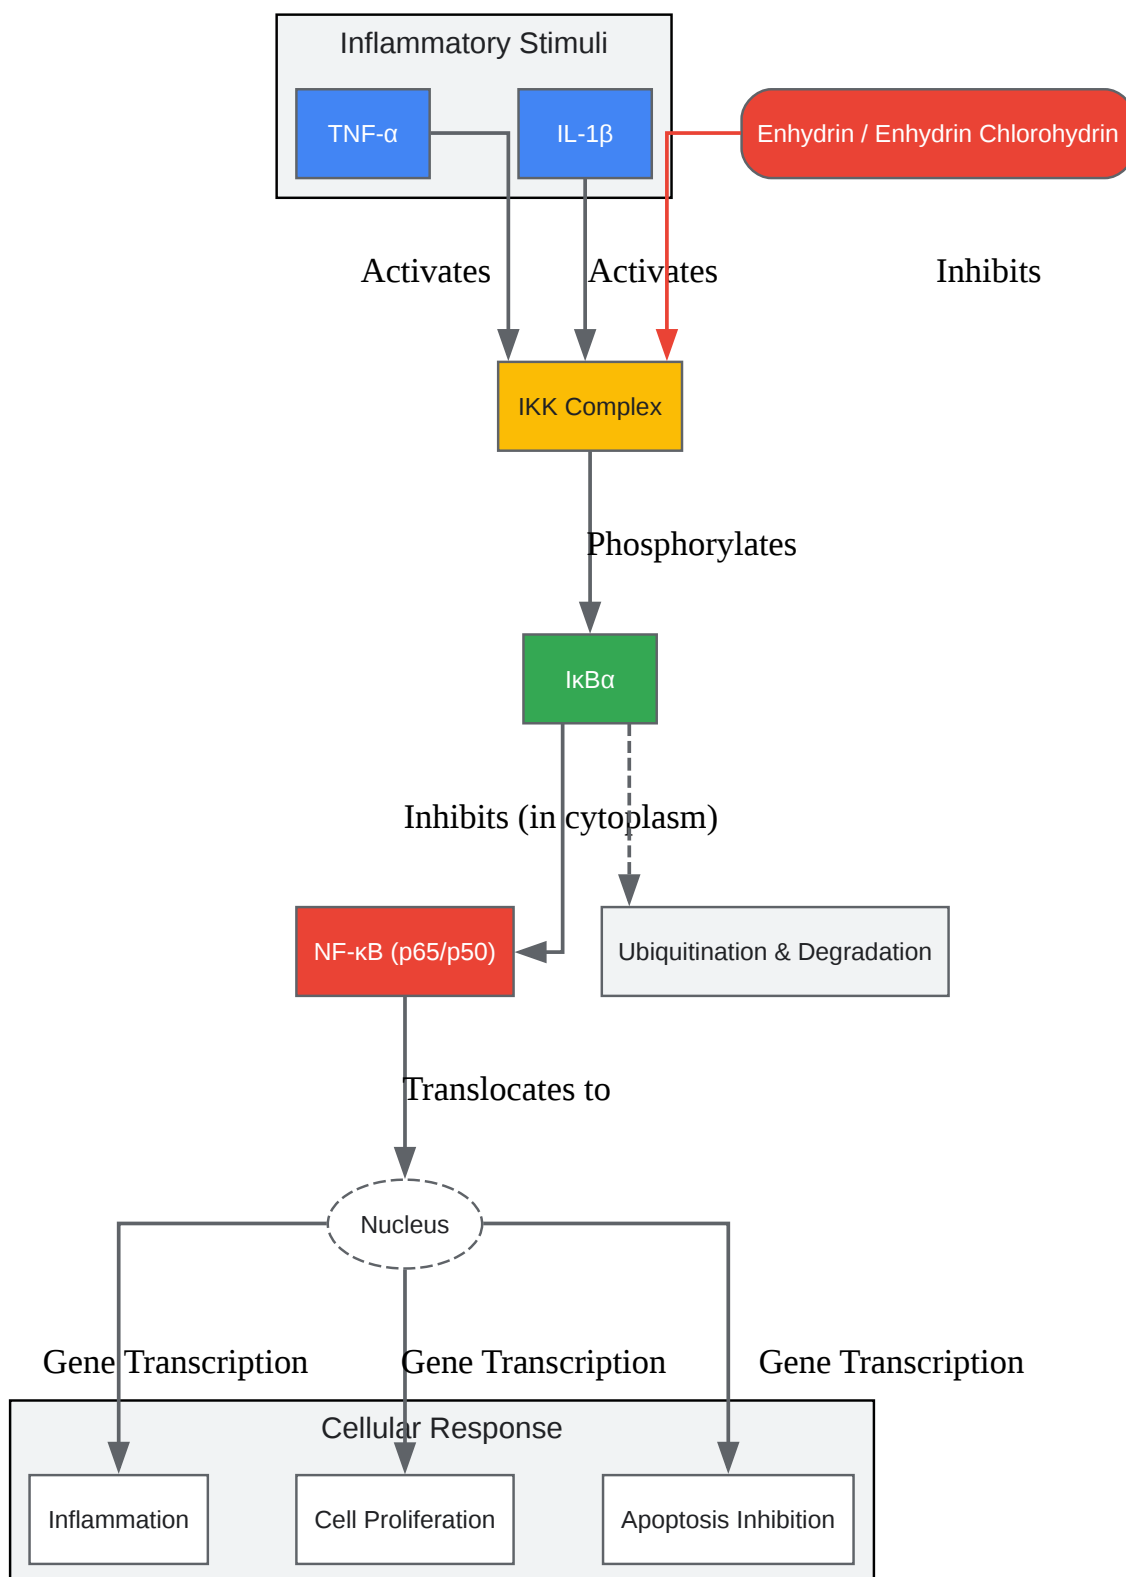 Inflammatory Stimuli
TNF-α
IL-1β
Enhydrin / Enhydrin Chlorohydrin
Activates
Activates
Inhibits
IKK Complex
Phosphorylates
IκBα
Inhibits (in cytoplasm)
NF-κB (p65/p50)
Ubiquitination & Degradation
Translocates to
Nucleus
Gene Transcription
Gene Transcription
Gene Transcription
Cellular Response
Inflammation
Cell Proliferation
Apoptosis Inhibition